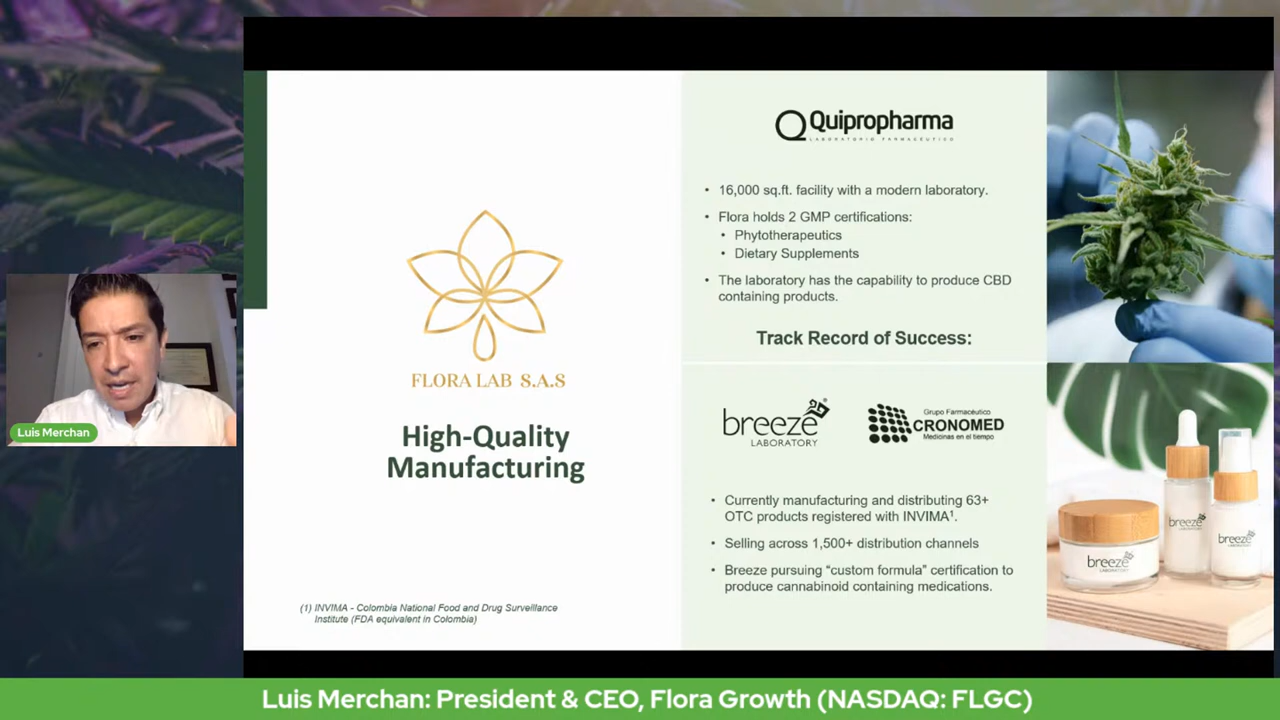 Quipropharma
LABORATORIO FARMACÉUTICO
• 16,000 sq.ft. facility with a modern laboratory.
• Flora holds 2 GMP certifications:
• Phytotherapeutics
• Dietary Supplements
• The laboratory has the capability to produce CBD
containing products.
Track Record of Success:
FLORA LAB S.A.S
High-Quality
Manufacturing
(1) INVIMA - Colombia National Food and Drug Surveillance
Institute (FDA equivalent in Colombia)
breeze®
LABORATORY
Grupo Farmacéutico
CRONOMED
Medicinas en el tiempo
• Currently manufacturing and distributing 63+
OTC products registered with INVIMA¹.
• Selling across 1,500+ distribution channels
• Breeze pursuing “custom formula” certification to
produce cannabinoid containing medications.
breeze
LABORATORY
breeze
breeze
Luis Merchan
Luis Merchan: President & CEO, Flora Growth (NASDAQ: FLGC)